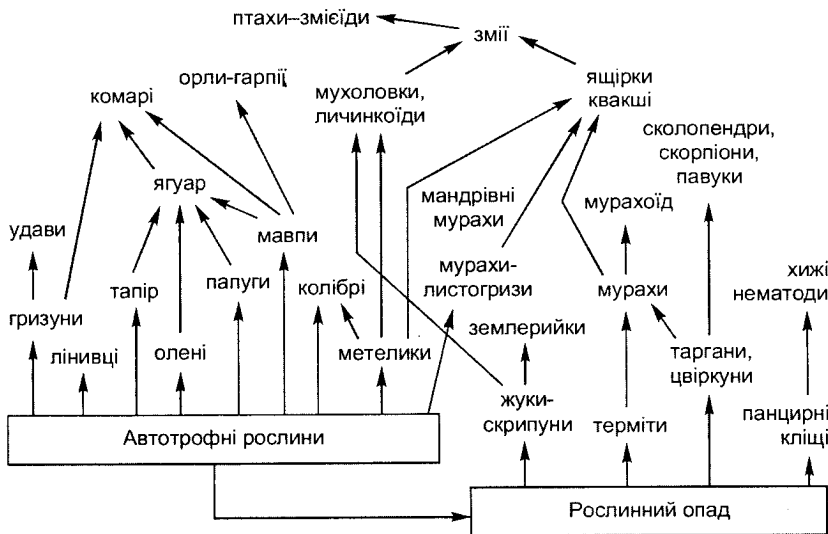 птахи–змієїди
змії
орли-гарпії
комарі
мухоловки,
личинкоїди
ящірки
квакші
сколопендри,
скорпіони,
павуки
ягуар
мандрівні
мурахи
мурахоїд
удави
мавпи
тапір
папуги
колібрі
мурахи-
листогризи
мурахи
хижі
нематоди
гризуни
землерийки
лінивці
олені
метелики
таргани,
цвіркуни
жуки-
скрипуни
терміти
панцирні
кліщі
Автотрофні рослини
Рослинний опад